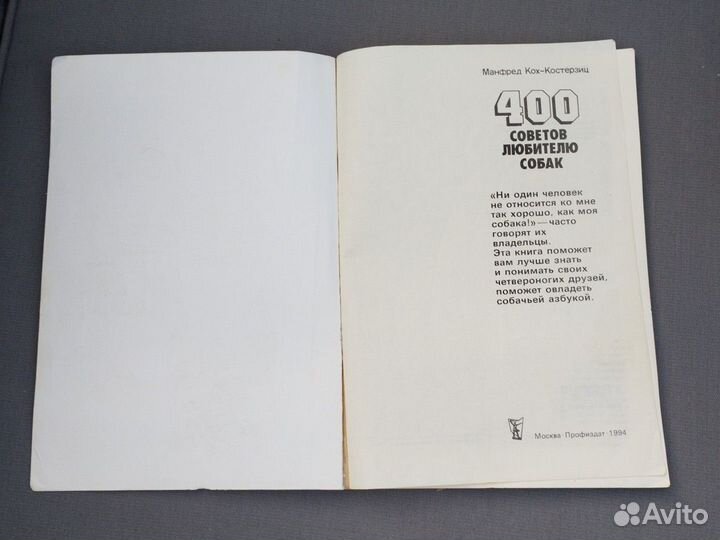 Манфред Кох-Костерзиц
400
СОВЕТОВ
ЛЮБИТЕЛЮ
СОБАК
«Ни один человек
не относится ко мне
так хорошо, как моя
собака!» — часто
говорят их
владельцы.
Эта книга поможет
вам лучше знать
и понимать своих
четвероногих друзей,
поможет овладеть
собачьей азбукой.
Москва · Профиздат · 1994
Avito